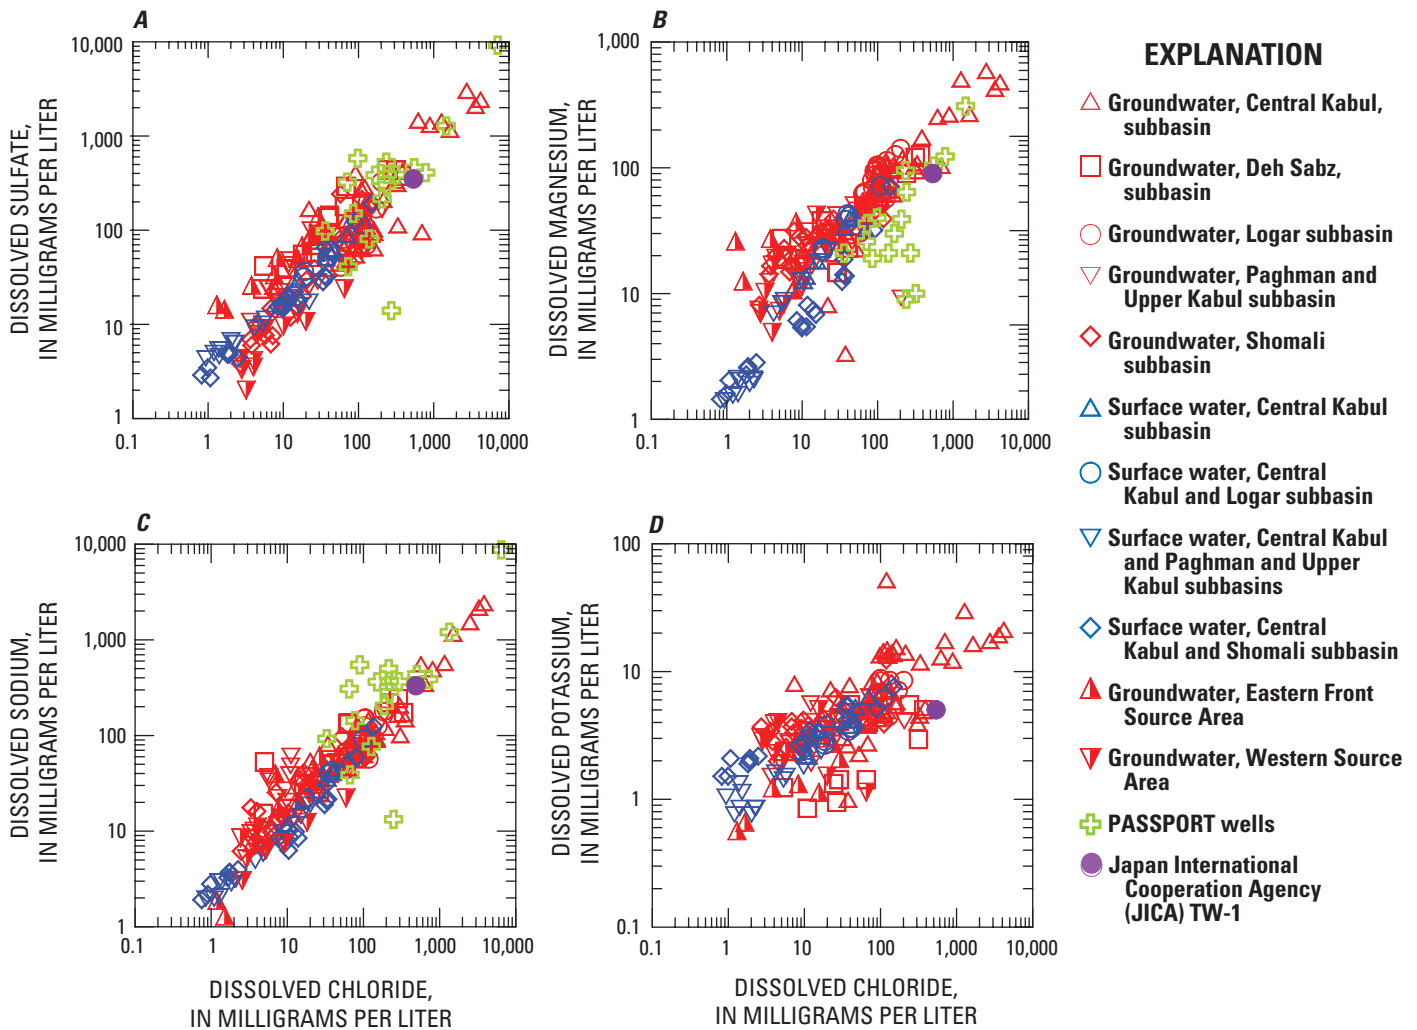 A
10,000
1,000
100
10
1
0.1
1
10
100
1,000
10,000
DISSOLVED SULFATE,
IN MILLIGRAMS PER LITER
B
1,000
100
10
1
0.1
1
10
100
1,000
10,000
DISSOLVED MAGNESIUM,
IN MILLIGRAMS PER LITER
C
10,000
1,000
100
10
1
0.1
1
10
100
1,000
10,000
DISSOLVED SODIUM,
IN MILLIGRAMS PER LITER
DISSOLVED CHLORIDE,
IN MILLIGRAMS PER LITER
D
100
10
1
0.1
0.1
1
10
100
1,000
10,000
DISSOLVED POTASSIUM,
IN MILLIGRAMS PER LITER
DISSOLVED CHLORIDE,
IN MILLIGRAMS PER LITER
EXPLANATION
Groundwater, Central Kabul,
subbasin
Groundwater, Deh Sabz,
subbasin
Groundwater, Logar subbasin
Groundwater, Paghman and
Upper Kabul subbasin
Groundwater, Shomali
subbasin
Surface water, Central Kabul
subbasin
Surface water, Central
Kabul and Logar subbasin
Surface water, Central Kabul
and Paghman and Upper
Kabul subbasins
Surface water, Central
Kabul and Shomali subbasin
Groundwater, Eastern Front
Source Area
Groundwater, Western Source
Area
PASSPORT wells
Japan International
Cooperation Agency
(JICA) TW-1